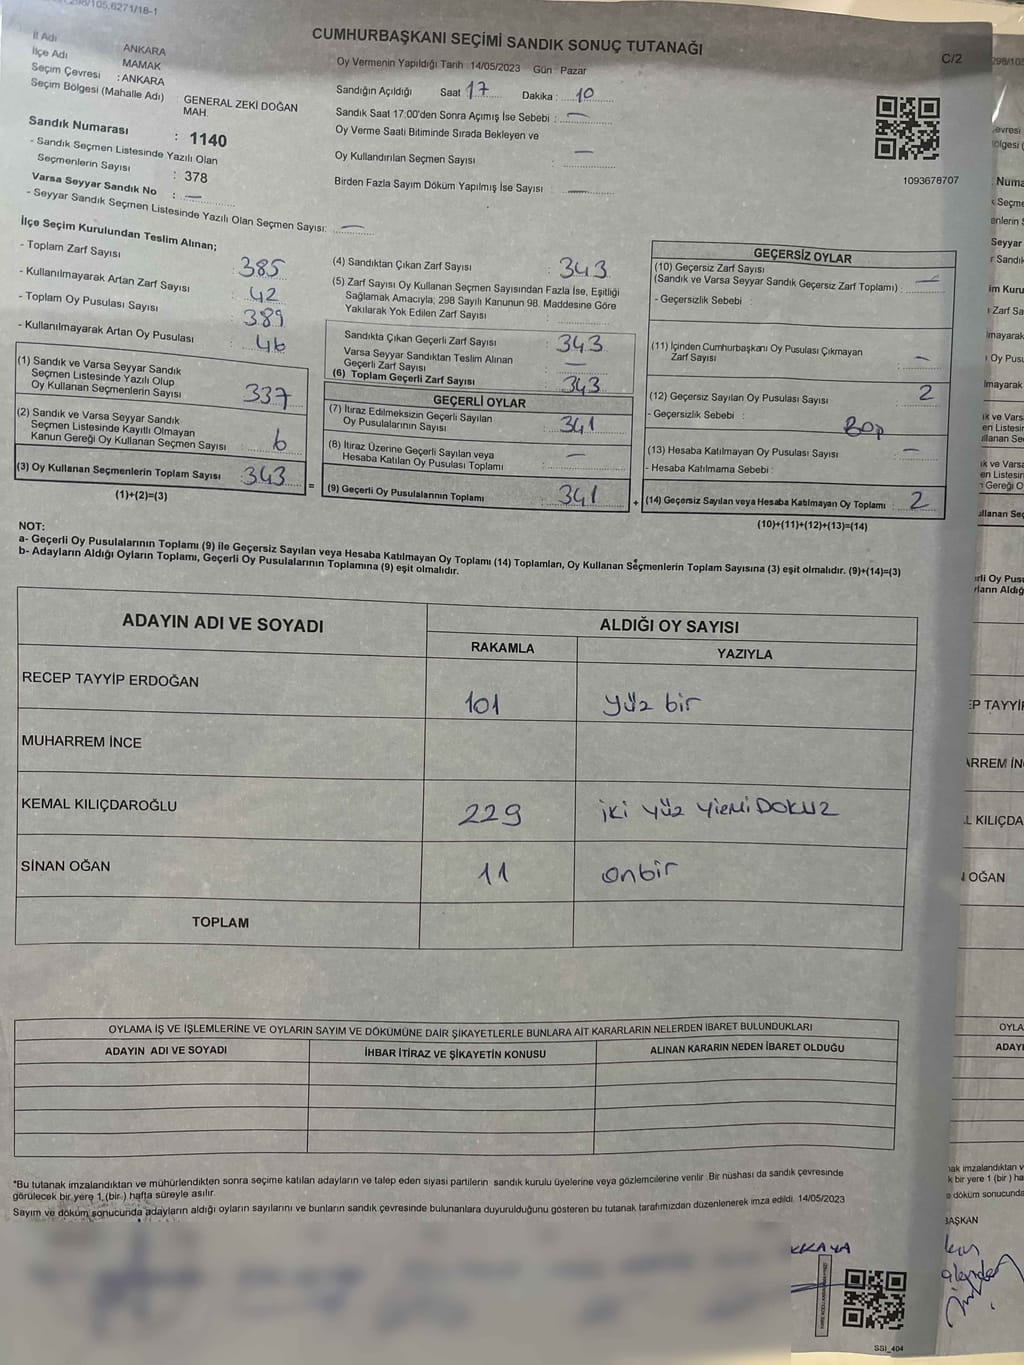 298/105,6271/18-1
CUMHURBAŞKANI SEÇİMİ SANDIK SONUÇ TUTANAĞI
C/2
İl Adı
ANKARA
İlçe Adı
MAMAK
Seçim Çevresi : ANKARA
Seçim Bölgesi (Mahalle Adı) : GENERAL ZEKİ DOĞAN
MAH.
Sandık Numarası : 1140
- Sandık Seçmen Listesinde Yazılı Olan
Seçmenlerin Sayısı : 378
Varsa Seyyar Sandık No : —
- Seyyar Sandık Seçmen Listesinde Yazılı Olan Seçmen Sayısı: —
Oy Vermenin Yapıldığı Tarih : 14/05/2023 Gün : Pazar
Sandığın Açıldığı Saat 17 Dakika : 10
Sandık Saat 17:00'den Sonra Açımış İse Sebebi : —
Oy Verme Saati Bitiminde Sırada Bekleyen ve
Oy Kullandırılan Seçmen Sayısı : —
Birden Fazla Sayım Döküm Yapılmış İse Sayısı : —
1093678707
İlçe Seçim Kurulundan Teslim Alınan;
- Toplam Zarf Sayısı : 385
- Kullanılmayarak Artan Zarf Sayısı : 42
- Toplam Oy Pusulası Sayısı : 389
- Kullanılmayarak Artan Oy Pusulası : 46
(1) Sandık ve Varsa Seyyar Sandık
Seçmen Listesinde Yazılı Olup
Oy Kullanan Seçmenlerin Sayısı : 337
(2) Sandık ve Varsa Seyyar Sandık
Seçmen Listesinde Kayıtlı Olmayan
Kanun Gereği Oy Kullanan Seçmen Sayısı : 6
(3) Oy Kullanan Seçmenlerin Toplam Sayısı : 343
(1)+(2)=(3)
(4) Sandıktan Çıkan Zarf Sayısı : 343
(5) Zarf Sayısı Oy Kullanan Seçmen Sayısından Fazla İse, Eşitliği
Sağlamak Amacıyla; 298 Sayılı Kanunun 98. Maddesine Göre
Yakılarak Yok Edilen Zarf Sayısı :
Sandıkta Çıkan Geçerli Zarf Sayısı : 343
Varsa Seyyar Sandıktan Teslim Alınan
Geçerli Zarf Sayısı : —
(6) Toplam Geçerli Zarf Sayısı : 343
GEÇERLİ OYLAR
(7) İtiraz Edilmeksizin Geçerli Sayılan
Oy Pusulalarının Sayısı : 341
(8) İtiraz Üzerine Geçerli Sayılan veya
Hesaba Katılan Oy Pusulası Toplamı : —
= (9) Geçerli Oy Pusulalarının Toplamı : 341
GEÇERSİZ OYLAR
(10) Geçersiz Zarf Sayısı
(Sandık ve Varsa Seyyar Sandık Geçersiz Zarf Toplamı) : —
- Geçersizlik Sebebi :
(11) İçinden Cumhurbaşkanı Oy Pusulası Çıkmayan
Zarf Sayısı : —
(12) Geçersiz Sayılan Oy Pusulası Sayısı : 2
- Geçersizlik Sebebi :
(13) Hesaba Katılmayan Oy Pusulası Sayısı : —
- Hesaba Katılmama Sebebi :
+ (14) Geçersiz Sayılan veya Hesaba Katılmayan Oy Toplamı : 2
(10)+(11)+(12)+(13)=(14)
NOT:
a- Geçerli Oy Pusulalarının Toplamı (9) ile Geçersiz Sayılan veya Hesaba Katılmayan Oy Toplamı (14) Toplamları, Oy Kullanan Seçmenlerin Toplam Sayısına (3) eşit olmalıdır. (9)+(14)=(3)
b- Adayların Aldığı Oyların Toplamı, Geçerli Oy Pusulalarının Toplamına (9) eşit olmalıdır.
ADAYIN ADI VE SOYADI
ALDIĞI OY SAYISI
RAKAMLA
YAZIYLA
RECEP TAYYİP ERDOĞAN 101 yüz bir
MUHARREM İNCE
KEMAL KILIÇDAROĞLU 229 iki yüz yirmi DOKUZ
SİNAN OĞAN 11 onbir
TOPLAM
OYLAMA İŞ VE İŞLEMLERİNE VE OYLARIN SAYIM VE DÖKÜMÜNE DAİR ŞİKAYETLERLE BUNLARA AİT KARARLARIN NELERDEN İBARET BULUNDUKLARI
ADAYIN ADI VE SOYADI
İHBAR İTİRAZ VE ŞİKAYETİN KONUSU
ALINAN KARARIN NEDEN İBARET OLDUĞU
*Bu tutanak imzalandıktan ve mühürlendikten sonra seçime katılan adayların ve talep eden siyasi partilerin sandık kurulu üyelerine veya gözlemcilerine verilir. Bir nüshası da sandık çevresinde
görülecek bir yere 1 (bir ) hafta süreyle asılır.
Sayım ve döküm sonucunda adayların aldığı oyların sayılarını ve bunların sandık çevresinde bulunanlara duyurulduğunu gösteren bu tutanak tarafımızdan düzenlenerek imza edildi. 14/05/2023
KKAYA
SSI_404
BAŞKAN